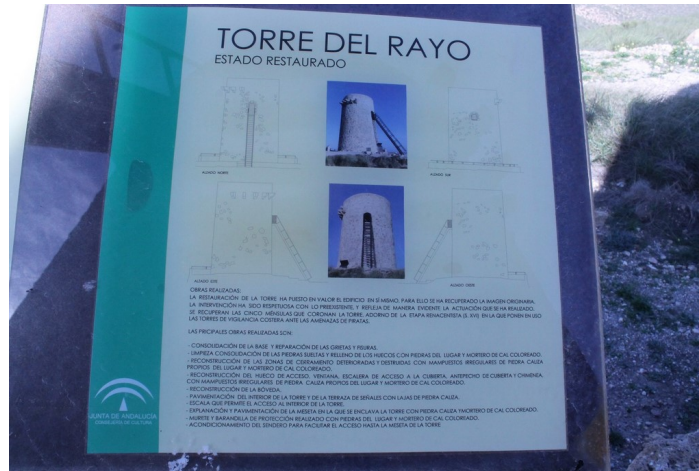 TORRE DEL RAYO
ESTADO RESTAURADO
ALZADO NORTE
ALZADO SUR
ALZADO ESTE
ALZADO OESTE
OBRAS REALIZADAS:
LA RESTAURACIÓN DE LA TORRE HA PUESTO EN VALOR EL EDIFICIO EN SI MISMO, PARA ELLO SE HA RECUPERADO LA IMAGEN ORIGINARIA.
LA INTERVENCIÓN HA SIDO RESPETUOSA CON LO PREEXISTENTE, Y REFLEJA DE MANERA EVIDENTE LA ACTUACIÓN QUE SE HA REALIZADO.
SE RECUPERAN LAS CINCO MÉNSULAS QUE CORONAN LA TORRE, ADORNO DE LA ETAPA RENACENTISTA (S. XVI) EN LA QUE PONEN EN USO
LAS TORRES DE VIGILANCIA COSTERA ANTE LAS AMENAZAS DE PIRATAS.
LAS PRICIPALES OBRAS REALIZADAS SON:
- CONSOLIDACIÓN DE LA BASE Y REPARACIÓN DE LAS GRIETAS Y FISURAS.
- LIMPIEZA CONSOLIDACIÓN DE LAS PIEDRAS SUELTAS Y RELLENO DE LOS HUECOS CON PIEDRAS DEL LUGAR Y MORTERO DE CAL COLOREADO.
- RECONSTRUCCIÓN DE LAS ZONAS DE CERRAMIENTO DETERIORADAS Y DESTRUIDAS CON MAMPUESTOS IRREGULARES DE PIEDRA CALIZA
PROPIOS DEL LUGAR Y MORTERO DE CAL COLOREADO.
- RECONSTRUCCIÓN DEL HUECO DE ACCESO, VENTANA, ESCALERA DE ACCESO A LA CUBIERTA, ANTEPECHO DE CUBIERTA Y CHIMENEA,
CON MAMPUESTOS IRREGULARES DE PIEDRA CALIZA PROPIOS DEL LUGAR Y MORTERO DE CAL COLOREADO.
- RECONSTRUCCIÓN DE LA BÓVEDA.
- PAVIMENTACIÓN DEL INTERIOR DE LA TORRE Y DE LA TERRAZA DE SEÑALES CON LAJAS DE PIEDRA CALIZA.
- ESCALA QUE PERMITE EL ACCESO AL INTERIOR DE LA TORRE.
- EXPLANACIÓN Y PAVIMENTACIÓN DE LA MESETA EN LA QUE SE ENCLAVA LA TORRE CON PIEDRA CALIZA YMORTERO DE CAL COLOREADO.
- MURETE Y BARANDILLA DE PROTECCIÓN REALIZADO CON PIEDRAS DEL LUGAR Y MORTERO DE CAL COLOREADO.
- ACONDICIONAMIENTO DEL SENDERO PARA FACILITAR EL ACCESO HASTA LA MESETA DE LA TORRE
JUNTA DE ANDALUCÍA
CONSEJERÍA DE CULTURA